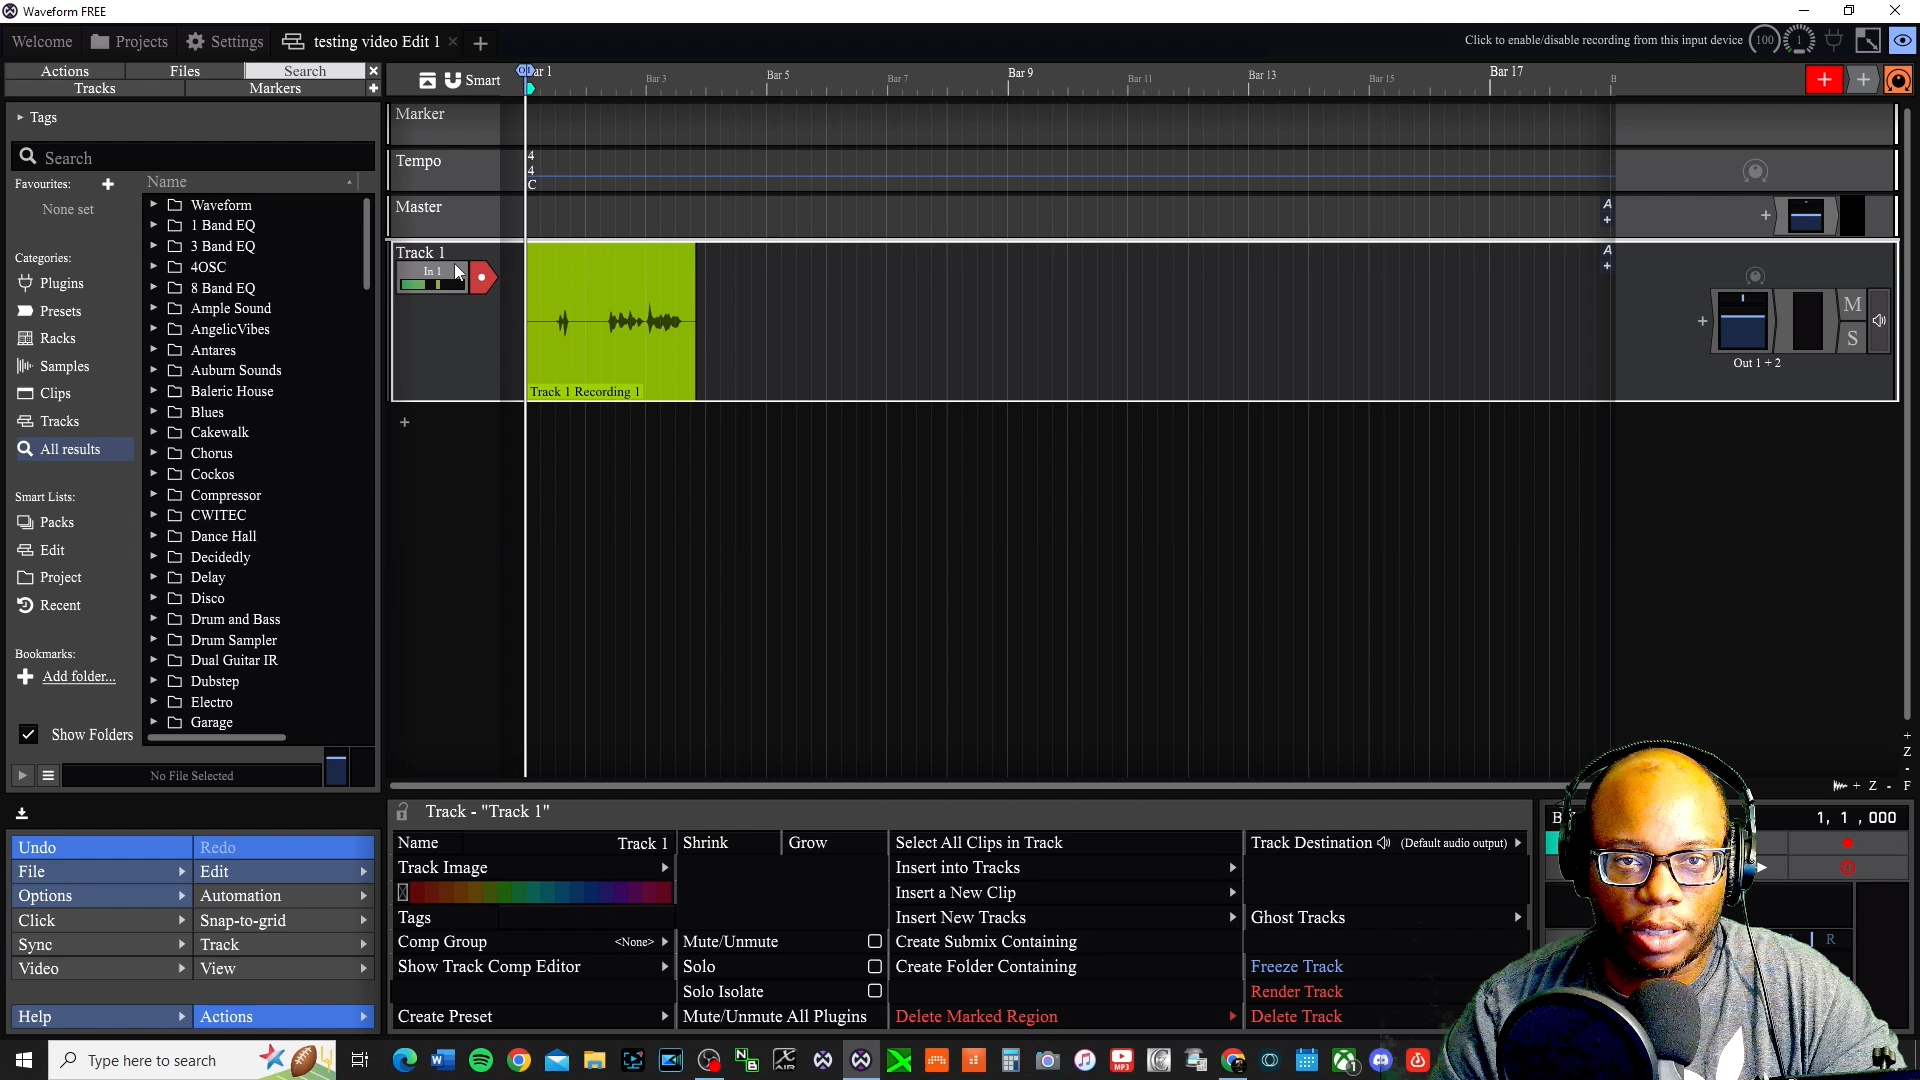 Waveform FREE
Welcome Projects Settings testing video Edit 1
Click to enable/disable recording from this input device 100 1
Actions Files Search
Tracks Markers
Smart
Bar 3 Bar 5 Bar 7 Bar 9 Bar 11 Bar 13 Bar 15 Bar 17
Tags
Search
Favourites: +
None set
Categories:
Plugins
Presets
Racks
Samples
Clips
Tracks
All results
Smart Lists:
Packs
Edit
Project
Recent
Bookmarks:
Add folder...
Show Folders
Name
Waveform
1 Band EQ
3 Band EQ
4OSC
8 Band EQ
Ample Sound
AngelicVibes
Antares
Auburn Sounds
Baleric House
Blues
Cakewalk
Chorus
Cockos
Compressor
CWITEC
Dance Hall
Decidedly
Delay
Disco
Drum and Bass
Drum Sampler
Dual Guitar IR
Dubstep
Electro
Garage
No File Selected
Marker
Tempo
4
4
C
Master
A
+
Track 1
In 1
A
+
M
S
Out 1 + 2
Track 1 Recording 1
+
+
Z
-
+ Z - F
Undo Redo
File Edit
Options Automation
Click Snap-to-grid
Sync Track
Video View
Help Actions
Track - "Track 1"
Name Track 1
Track Image
Tags
Comp Group <None>
Show Track Comp Editor
Create Preset
Shrink Grow
Mute/Unmute
Solo
Solo Isolate
Mute/Unmute All Plugins
Select All Clips in Track
Insert into Tracks
Insert a New Clip
Insert New Tracks
Create Submix Containing
Create Folder Containing
Delete Marked Region
Track Destination (Default audio output)
Ghost Tracks
Freeze Track
Render Track
Delete Track
1, 1 , 000
R
Type here to search